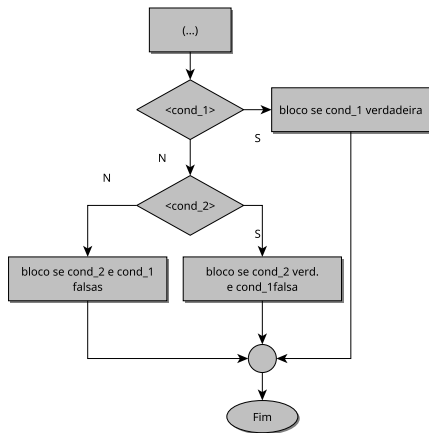 (...)
<cond_1>
bloco se cond_1 verdadeira
S
N
N
<cond_2>
S
bloco se cond_2 e cond_1
falsas
bloco se cond_2 verd.
e cond_1falsa
Fim